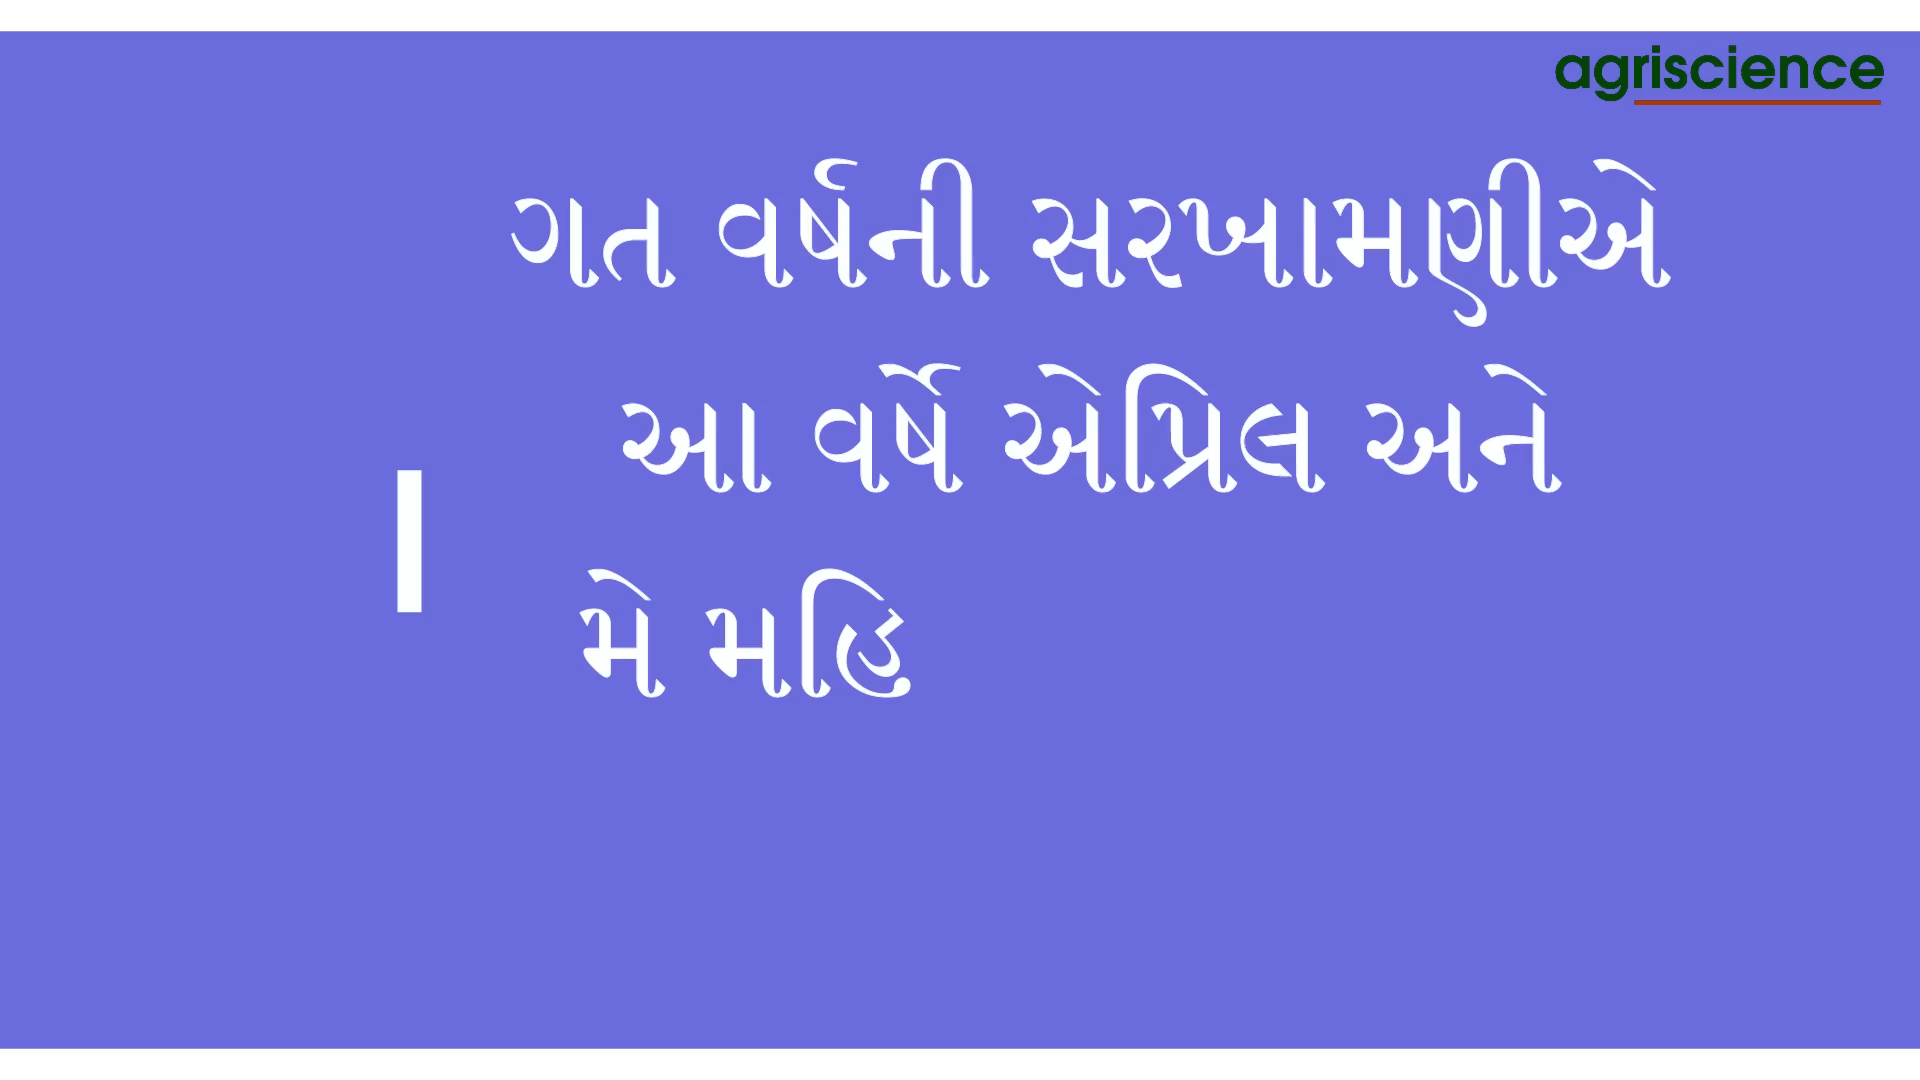 agriscience
ગત વર્ષની સરખામણીએ
આ વર્ષે એપ્રિલ અને
મે મહિ